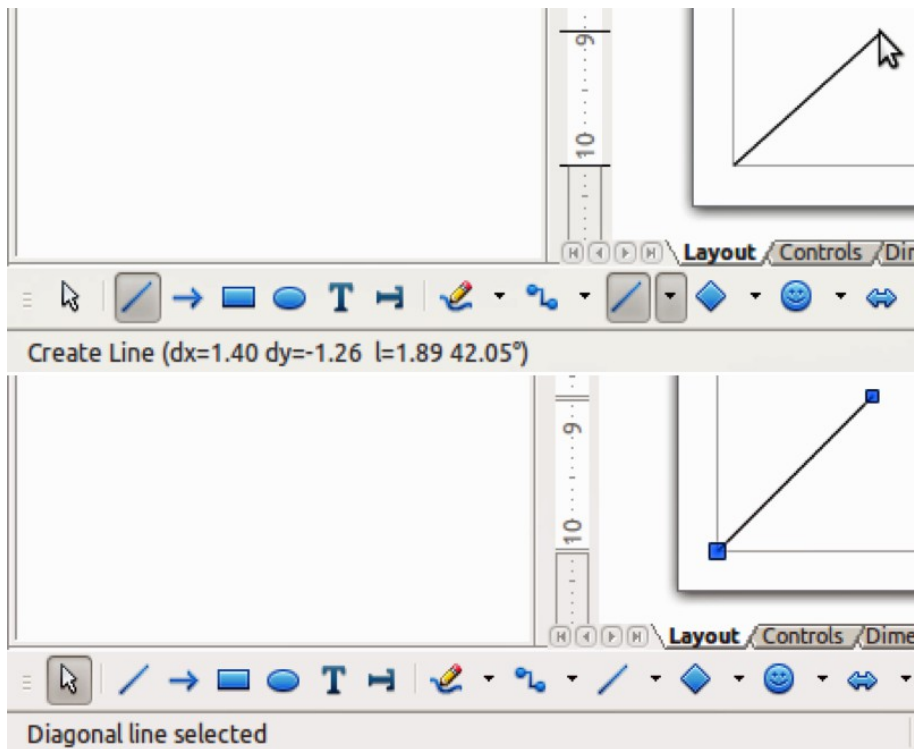 9
10
Layout Controls Dir
T
Create Line (dx=1.40 dy=-1.26 l=1.89 42.05°)
9
10
Layout Controls Dime
T
Diagonal line selected